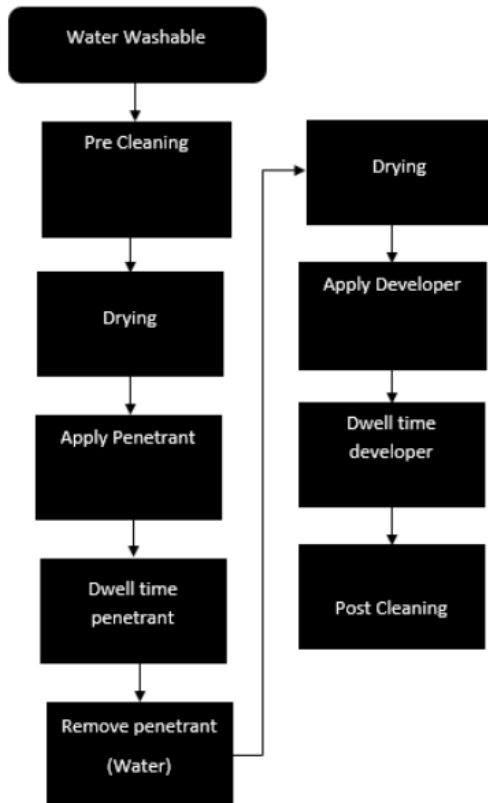 Water Washable
Pre Cleaning
Drying
Apply Penetrant
Dwell time
penetrant
Remove penetrant
(Water)
Drying
Apply Developer
Dwell time
developer
Post Cleaning